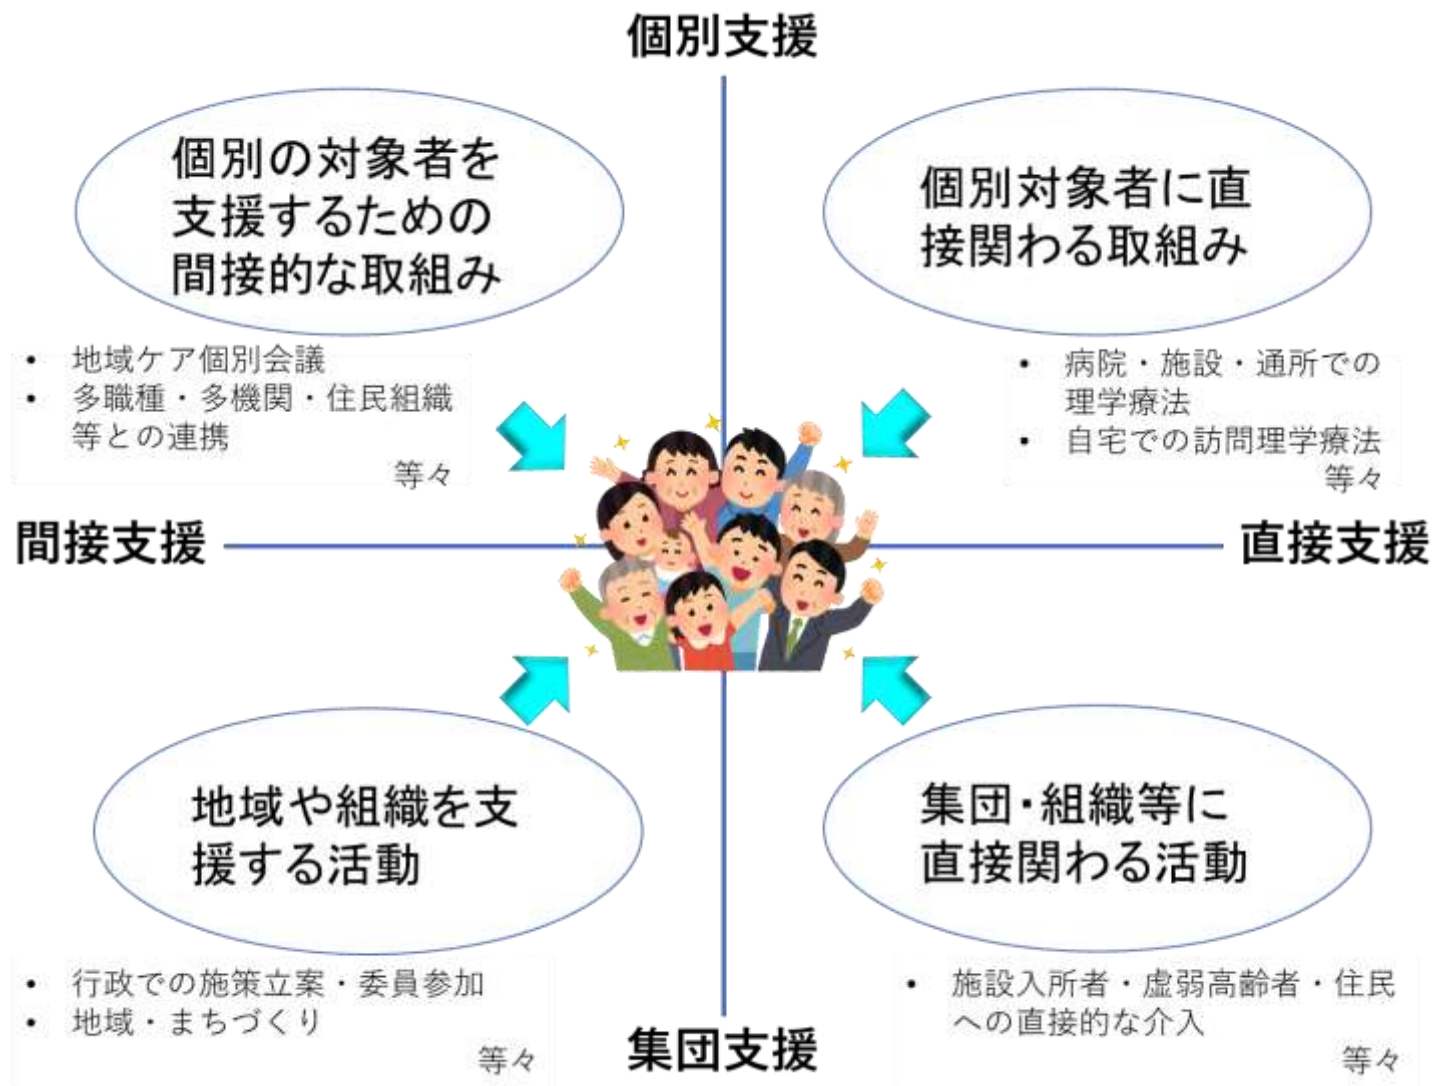 個別支援
個別の対象者を
支援するための
間接的な取組み
• 地域ケア個別会議
• 多職種・多機関・住民組織
等との連携
等々
個別対象者に直
接関わる取組み
• 病院・施設・通所での
理学療法
• 自宅での訪問理学療法
等々
間接支援
直接支援
地域や組織を支
援する活動
• 行政での施策立案・委員参加
• 地域・まちづくり
等々
集団・組織等に
直接関わる活動
• 施設入所者・虚弱高齢者・住民
への直接的な介入
等々
集団支援